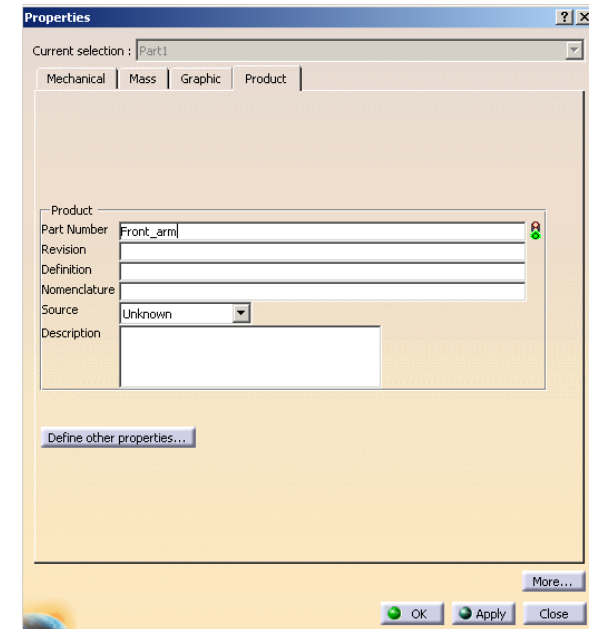 Properties
Current selection : Part1
Mechanical Mass Graphic Product
Product
Part Number Front_arm
Revision
Definition
Nomenclature
Source Unknown
Description
Define other properties...
More...
OK Apply Close